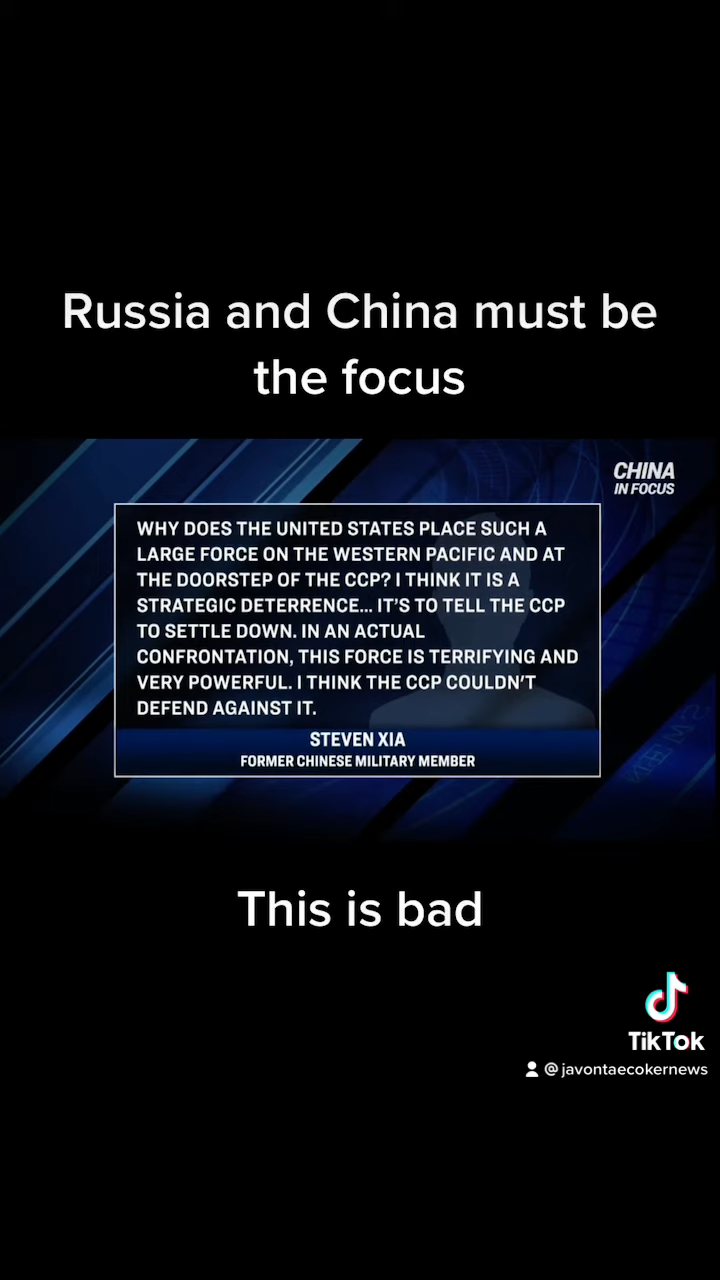 Russia and China must be
the focus
CHINA
IN FOCUS
WHY DOES THE UNITED STATES PLACE SUCH A
LARGE FORCE ON THE WESTERN PACIFIC AND AT
THE DOORSTEP OF THE CCP? I THINK IT IS A
STRATEGIC DETERRENCE... IT'S TO TELL THE CCP
TO SETTLE DOWN. IN AN ACTUAL
CONFRONTATION, THIS FORCE IS TERRIFYING AND
VERY POWERFUL. I THINK THE CCP COULDN'T
DEFEND AGAINST IT.
STEVEN XIA
FORMER CHINESE MILITARY MEMBER
This is bad
TikTok
@javontaecokernews